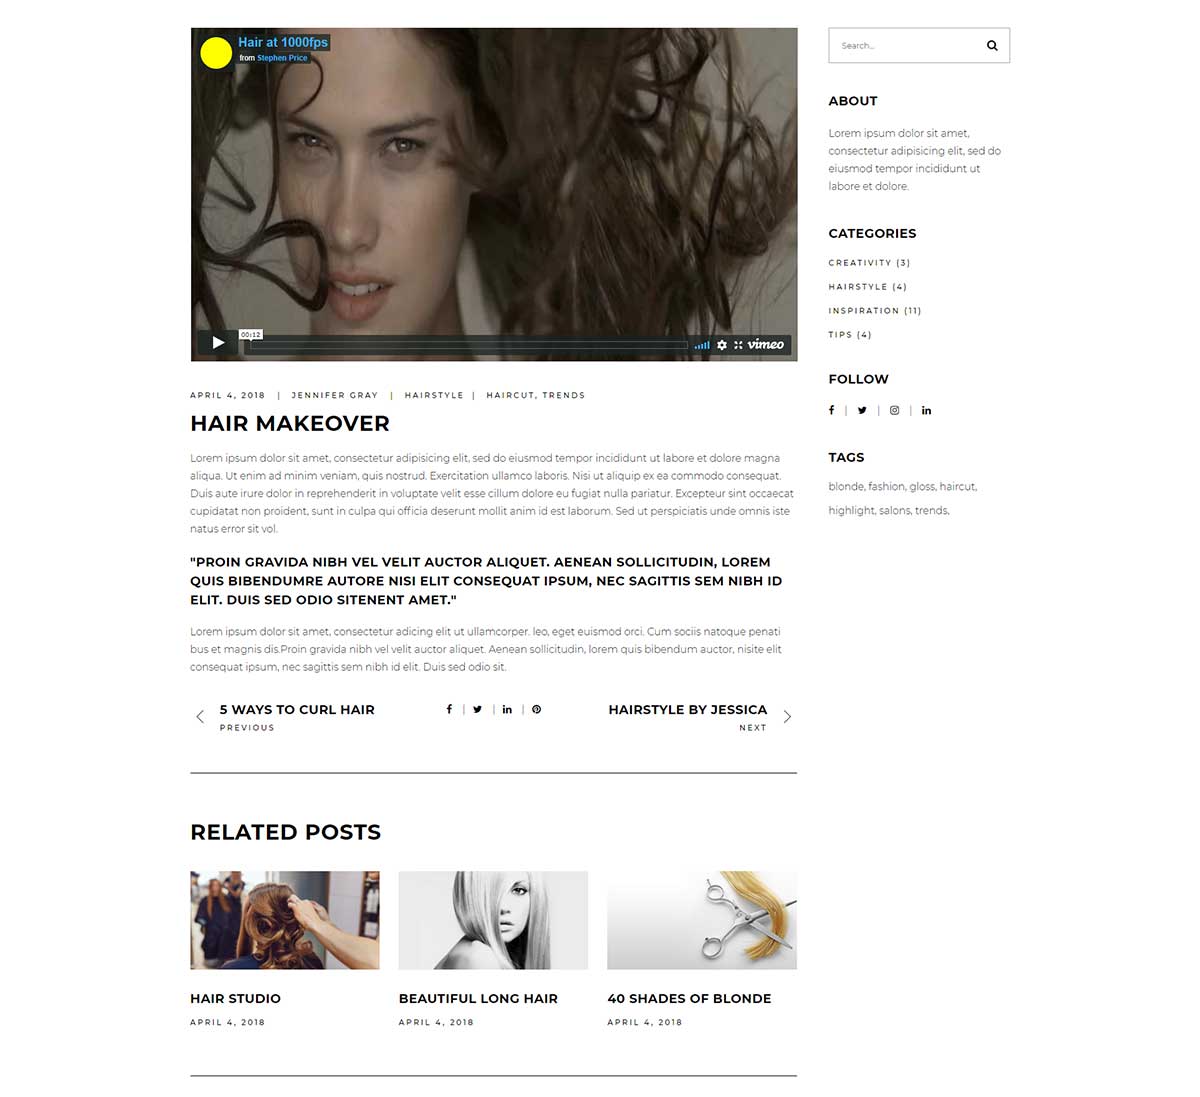 Hair at 1000fps
from Stephen Price
00:12
vimeo
APRIL 4, 2018 | JENNIFER GRAY | HAIRSTYLE | HAIRCUT, TRENDS
HAIR MAKEOVER
Lorem ipsum dolor sit amet, consectetur adipisicing elit, sed do eiusmod tempor incididunt ut labore et dolore magna
aliqua. Ut enim ad minim veniam, quis nostrud. Exercitation ullamco laboris. Nisi ut aliquip ex ea commodo consequat.
Duis aute irure dolor in reprehenderit in voluptate velit esse cillum dolore eu fugiat nulla pariatur. Excepteur sint occaecat
cupidatat non proident, sunt in culpa qui officia deserunt mollit anim id est laborum. Sed ut perspiciatis unde omnis iste
natus error sit vol.
"PROIN GRAVIDA NIBH VEL VELIT AUCTOR ALIQUET. AENEAN SOLLICITUDIN, LOREM
QUIS BIBENDUMRE AUTORE NISI ELIT CONSEQUAT IPSUM, NEC SAGITTIS SEM NIBH ID
ELIT. DUIS SED ODIO SITENENT AMET."
Lorem ipsum dolor sit amet, consectetur adicing elit ut ullamcorper. leo, eget euismod orci. Cum sociis natoque penati
bus et magnis dis.Proin gravida nibh vel velit auctor aliquet. Aenean sollicitudin, lorem quis bibendum auctor, nisite elit
consequat ipsum, nec sagittis sem nibh id elit. Duis sed odio sit.
5 WAYS TO CURL HAIR
PREVIOUS
HAIRSTYLE BY JESSICA
NEXT
RELATED POSTS
HAIR STUDIO
APRIL 4, 2018
BEAUTIFUL LONG HAIR
APRIL 4, 2018
40 SHADES OF BLONDE
APRIL 4, 2018
Search...
ABOUT
Lorem ipsum dolor sit amet,
consectetur adipisicing elit, sed do
eiusmod tempor incididunt ut
labore et dolore.
CATEGORIES
CREATIVITY (3)
HAIRSTYLE (4)
INSPIRATION (11)
TIPS (4)
FOLLOW
TAGS
blonde, fashion, gloss, haircut,
highlight, salons, trends,